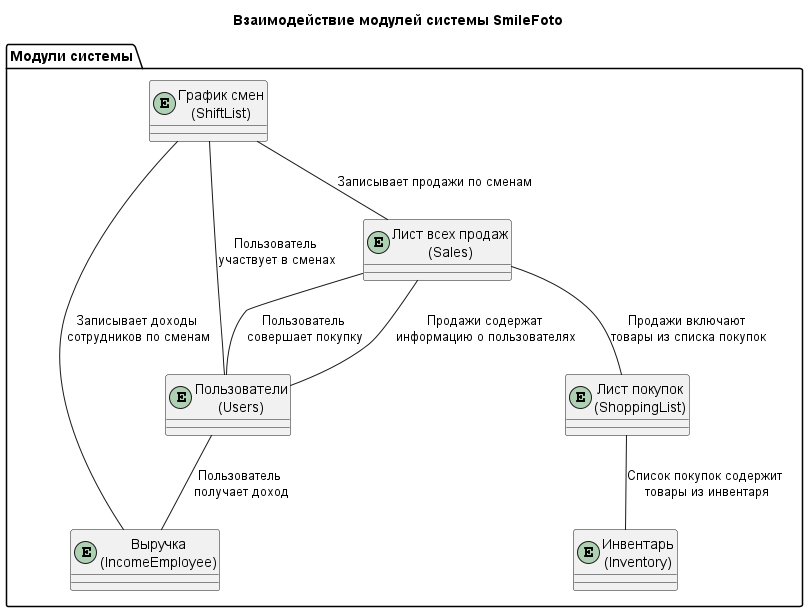 Взаимодействие модулей системы SmileFoto
Модули системы
E
График смен
(ShiftList)
Записывает продажи по сменам
E
Лист всех продаж
(Sales)
Пользователь
участвует в сменах
Записывает доходы
сотрудников по сменам
Пользователь
совершает покупку
Продажи содержат
информацию о пользователях
Продажи включают
товары из списка покупок
E
Пользователи
(Users)
E
Лист покупок
(ShoppingList)
Пользователь
получает доход
Список покупок содержит
товары из инвентаря
E
Выручка
(IncomeEmployee)
E
Инвентарь
(Inventory)